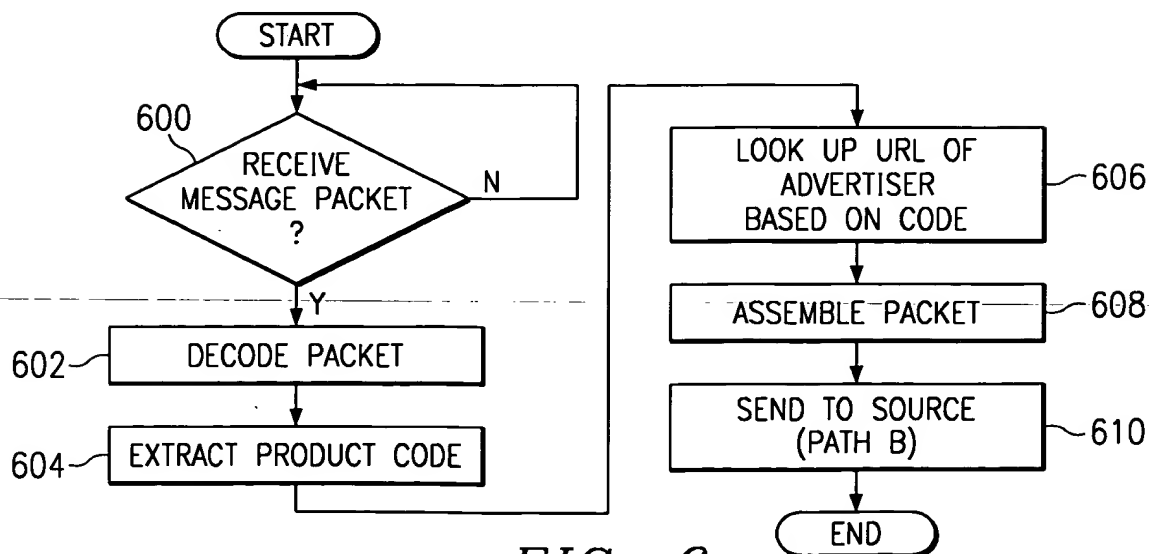 START
600
RECEIVE
MESSAGE PACKET
?
N
Y
602
DECODE PACKET
604
EXTRACT PRODUCT CODE
LOOK UP URL OF
ADVERTISER
BASED ON CODE
606
ASSEMBLE PACKET
608
SEND TO SOURCE
(PATH B)
610
END
FIG. 6